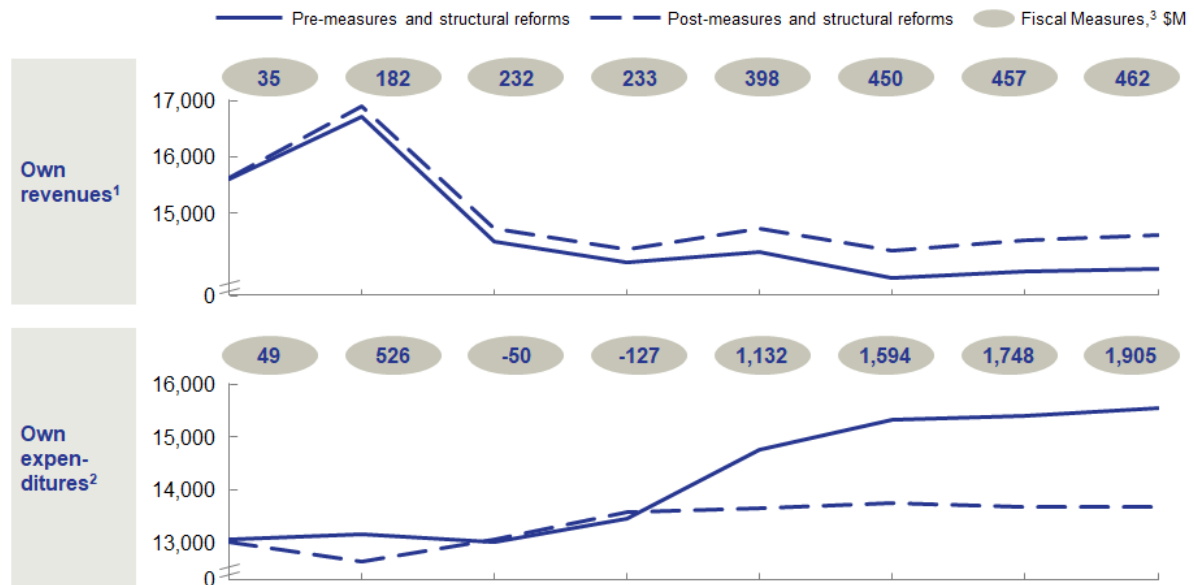 Pre-measures and structural reforms Post-measures and structural reforms Fiscal Measures,³ $M
35 182 232 233 398 450 457 462
17,000
16,000
Own
revenues¹
15,000
0
49 526 -50 -127 1,132 1,594 1,748 1,905
16,000
15,000
Own
expen-
ditures²
14,000
13,000
0